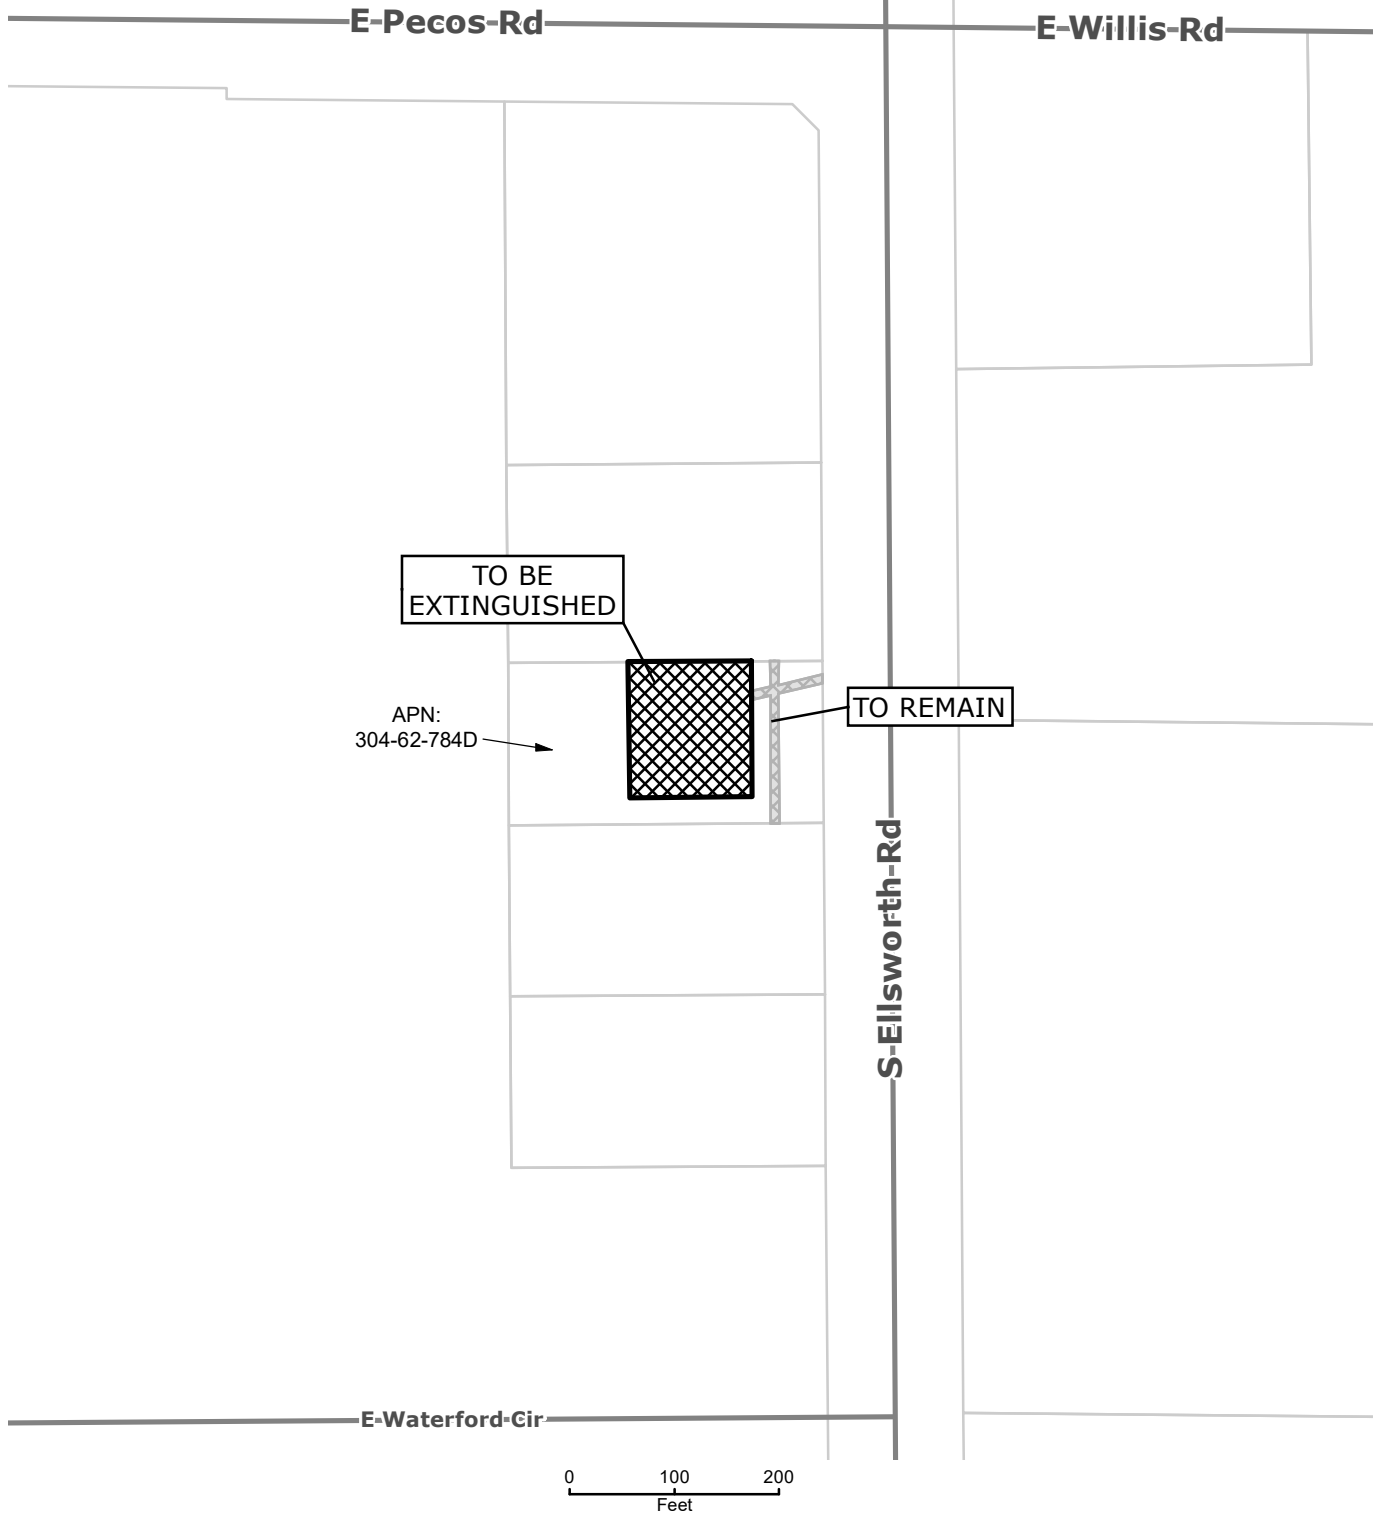 E Pecos Rd
E Willis Rd
TO BE
EXTINGUISHED
TO REMAIN
APN:
304-62-784D
S Ellsworth Rd
E Waterford Cir
0 100 200
Feet